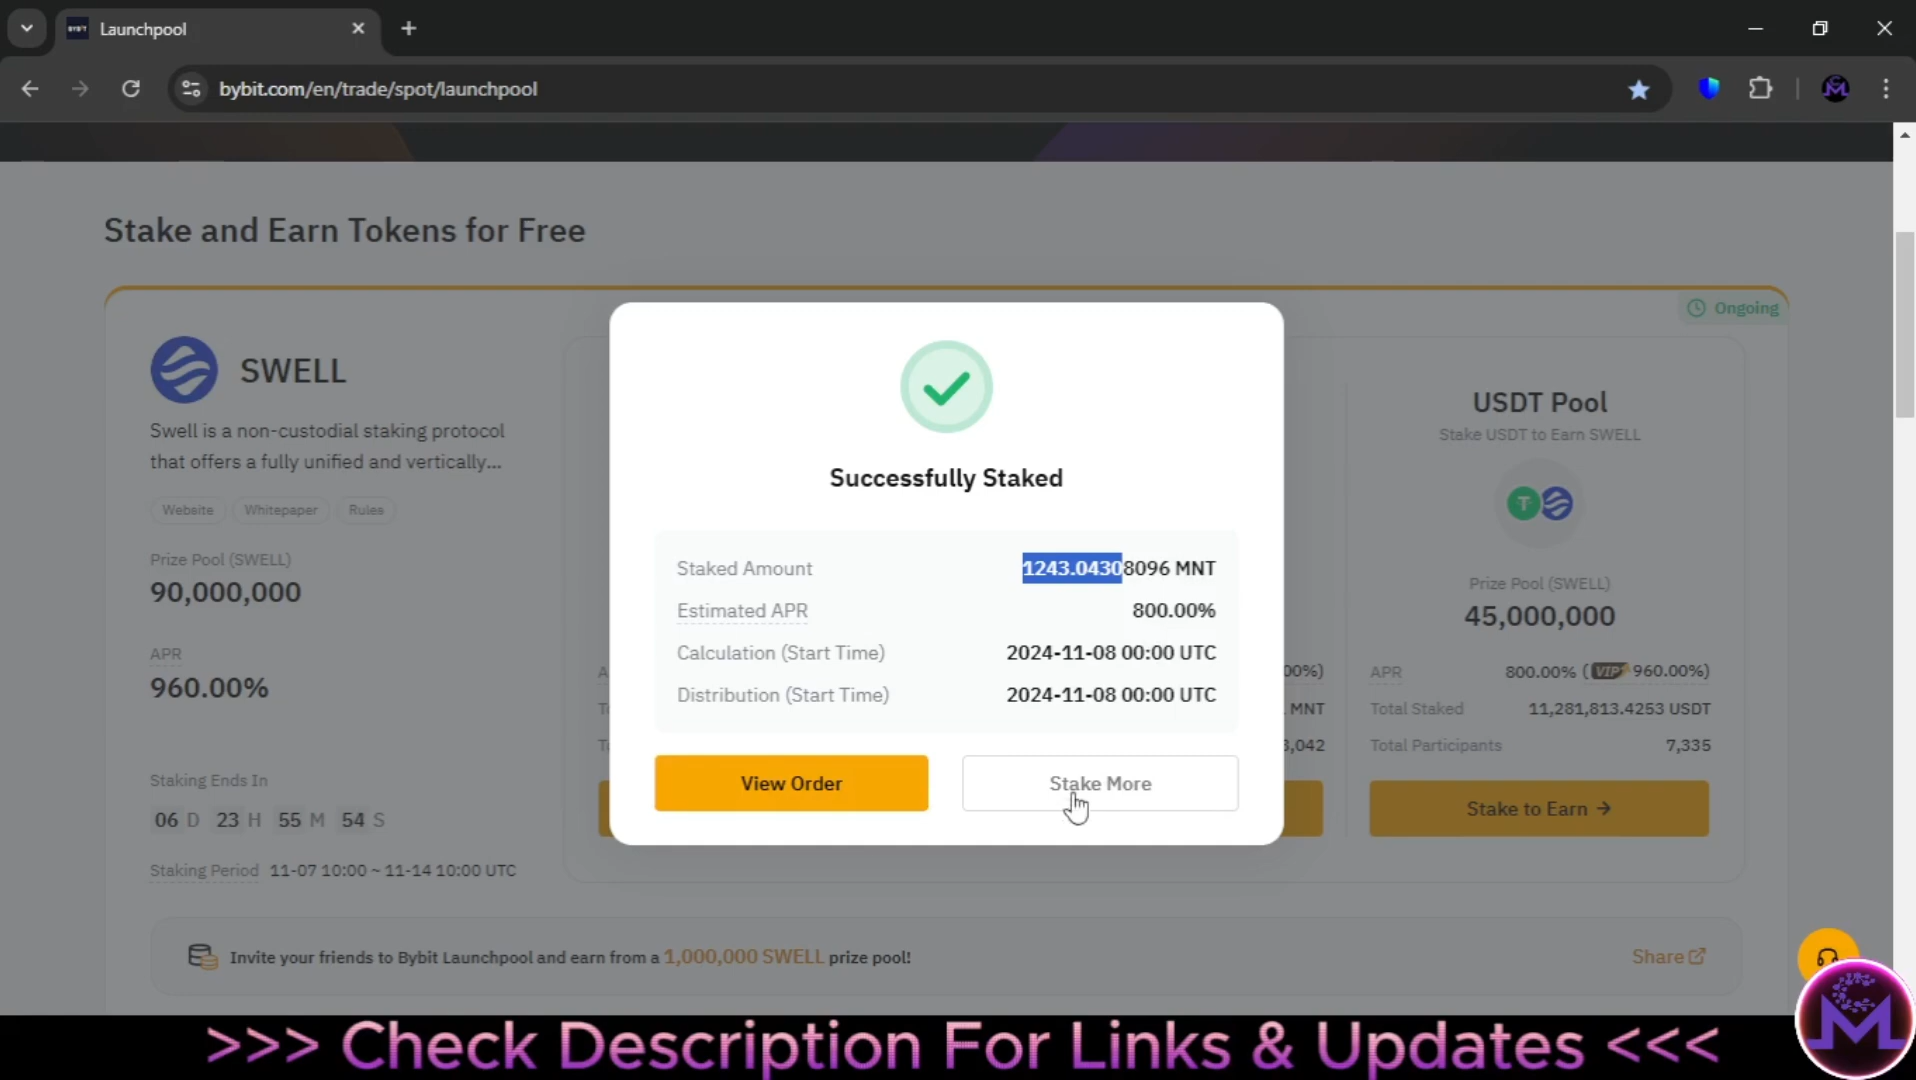 Launchpool
bybit.com/en/trade/spot/launchpool
Stake and Earn Tokens for Free
Ongoing
SWELL
Swell is a non-custodial staking protocol
that offers a fully unified and vertically...
Website Whitepaper Rules
Prize Pool (SWELL)
90,000,000
APR
960.00%
Staking Ends In
06 D 23 H 55 M 54 S
Staking Period 11-07 10:00 ~ 11-14 10:00 UTC
Successfully Staked
Staked Amount 1243.04308096 MNT
Estimated APR 800.00%
Calculation (Start Time) 2024-11-08 00:00 UTC
Distribution (Start Time) 2024-11-08 00:00 UTC
View Order Stake More
00%)
MNT
3,042
USDT Pool
Stake USDT to Earn SWELL
Prize Pool (SWELL)
45,000,000
APR 800.00% (VIP 960.00%)
Total Staked 11,281,813.4253 USDT
Total Participants 7,335
Stake to Earn →
Invite your friends to Bybit Launchpool and earn from a 1,000,000 SWELL prize pool!
Share
>>> Check Description For Links & Updates <<<